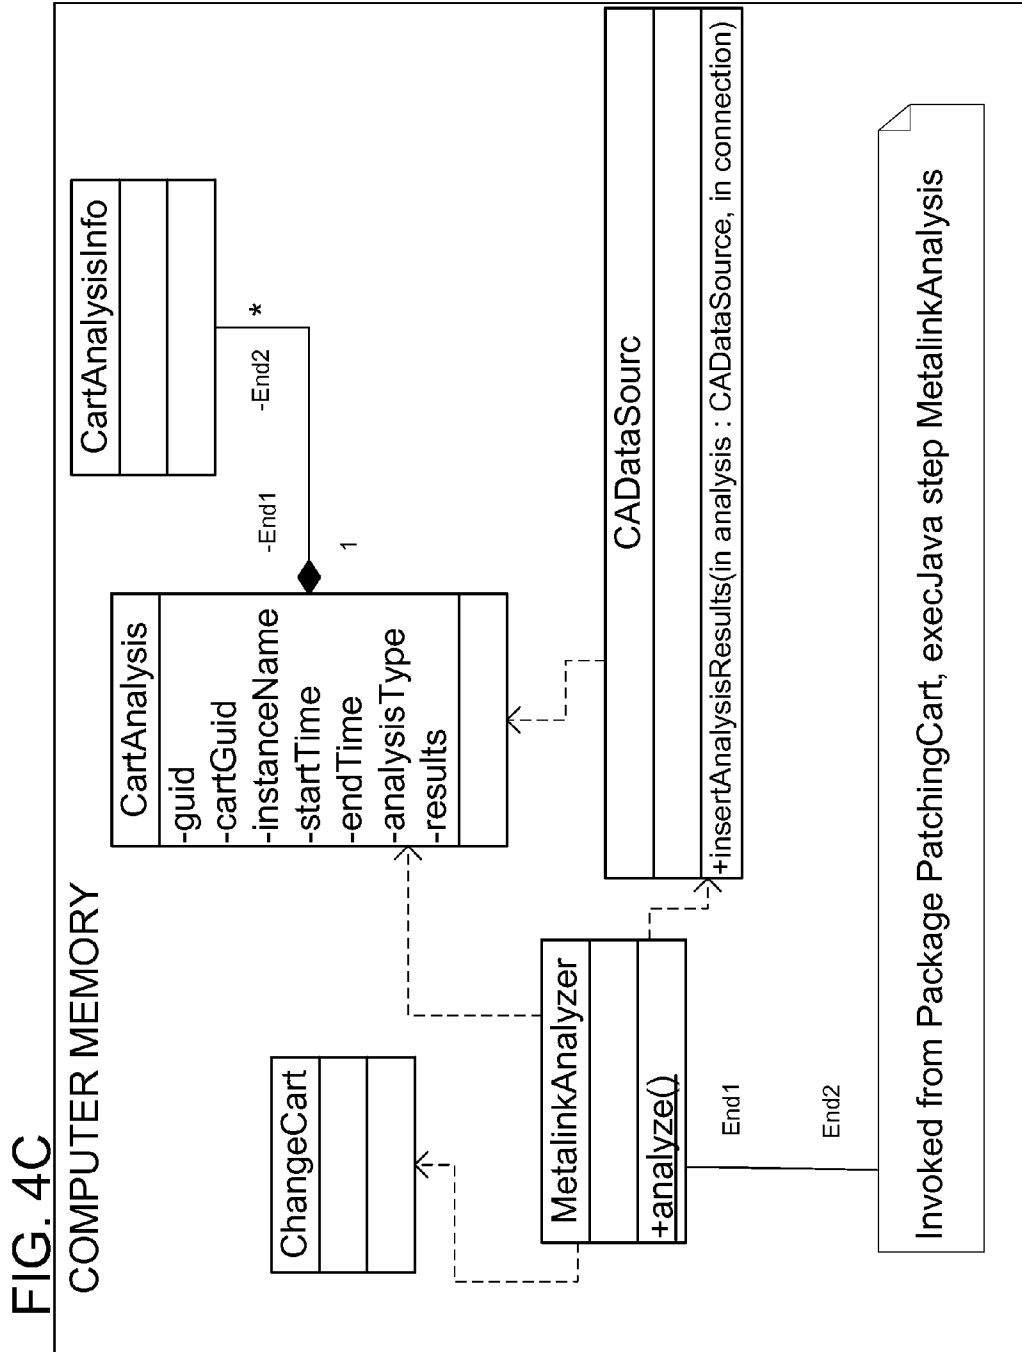 FIG. 4C
COMPUTER MEMORY
ChangeCart
CartAnalysis
-guid
-cartGuid
-instanceName
-startTime
-endTime
-analysisType
-results
CartAnalysisInfo
-End1
-End2
1
*
MetalinkAnalyzer
+analyze()
CADataSourc
+insertAnalysisResults(in analysis : CADataSource, in connection)
End1
End2
Invoked from Package PatchingCart, execJava step MetalinkAnalysis